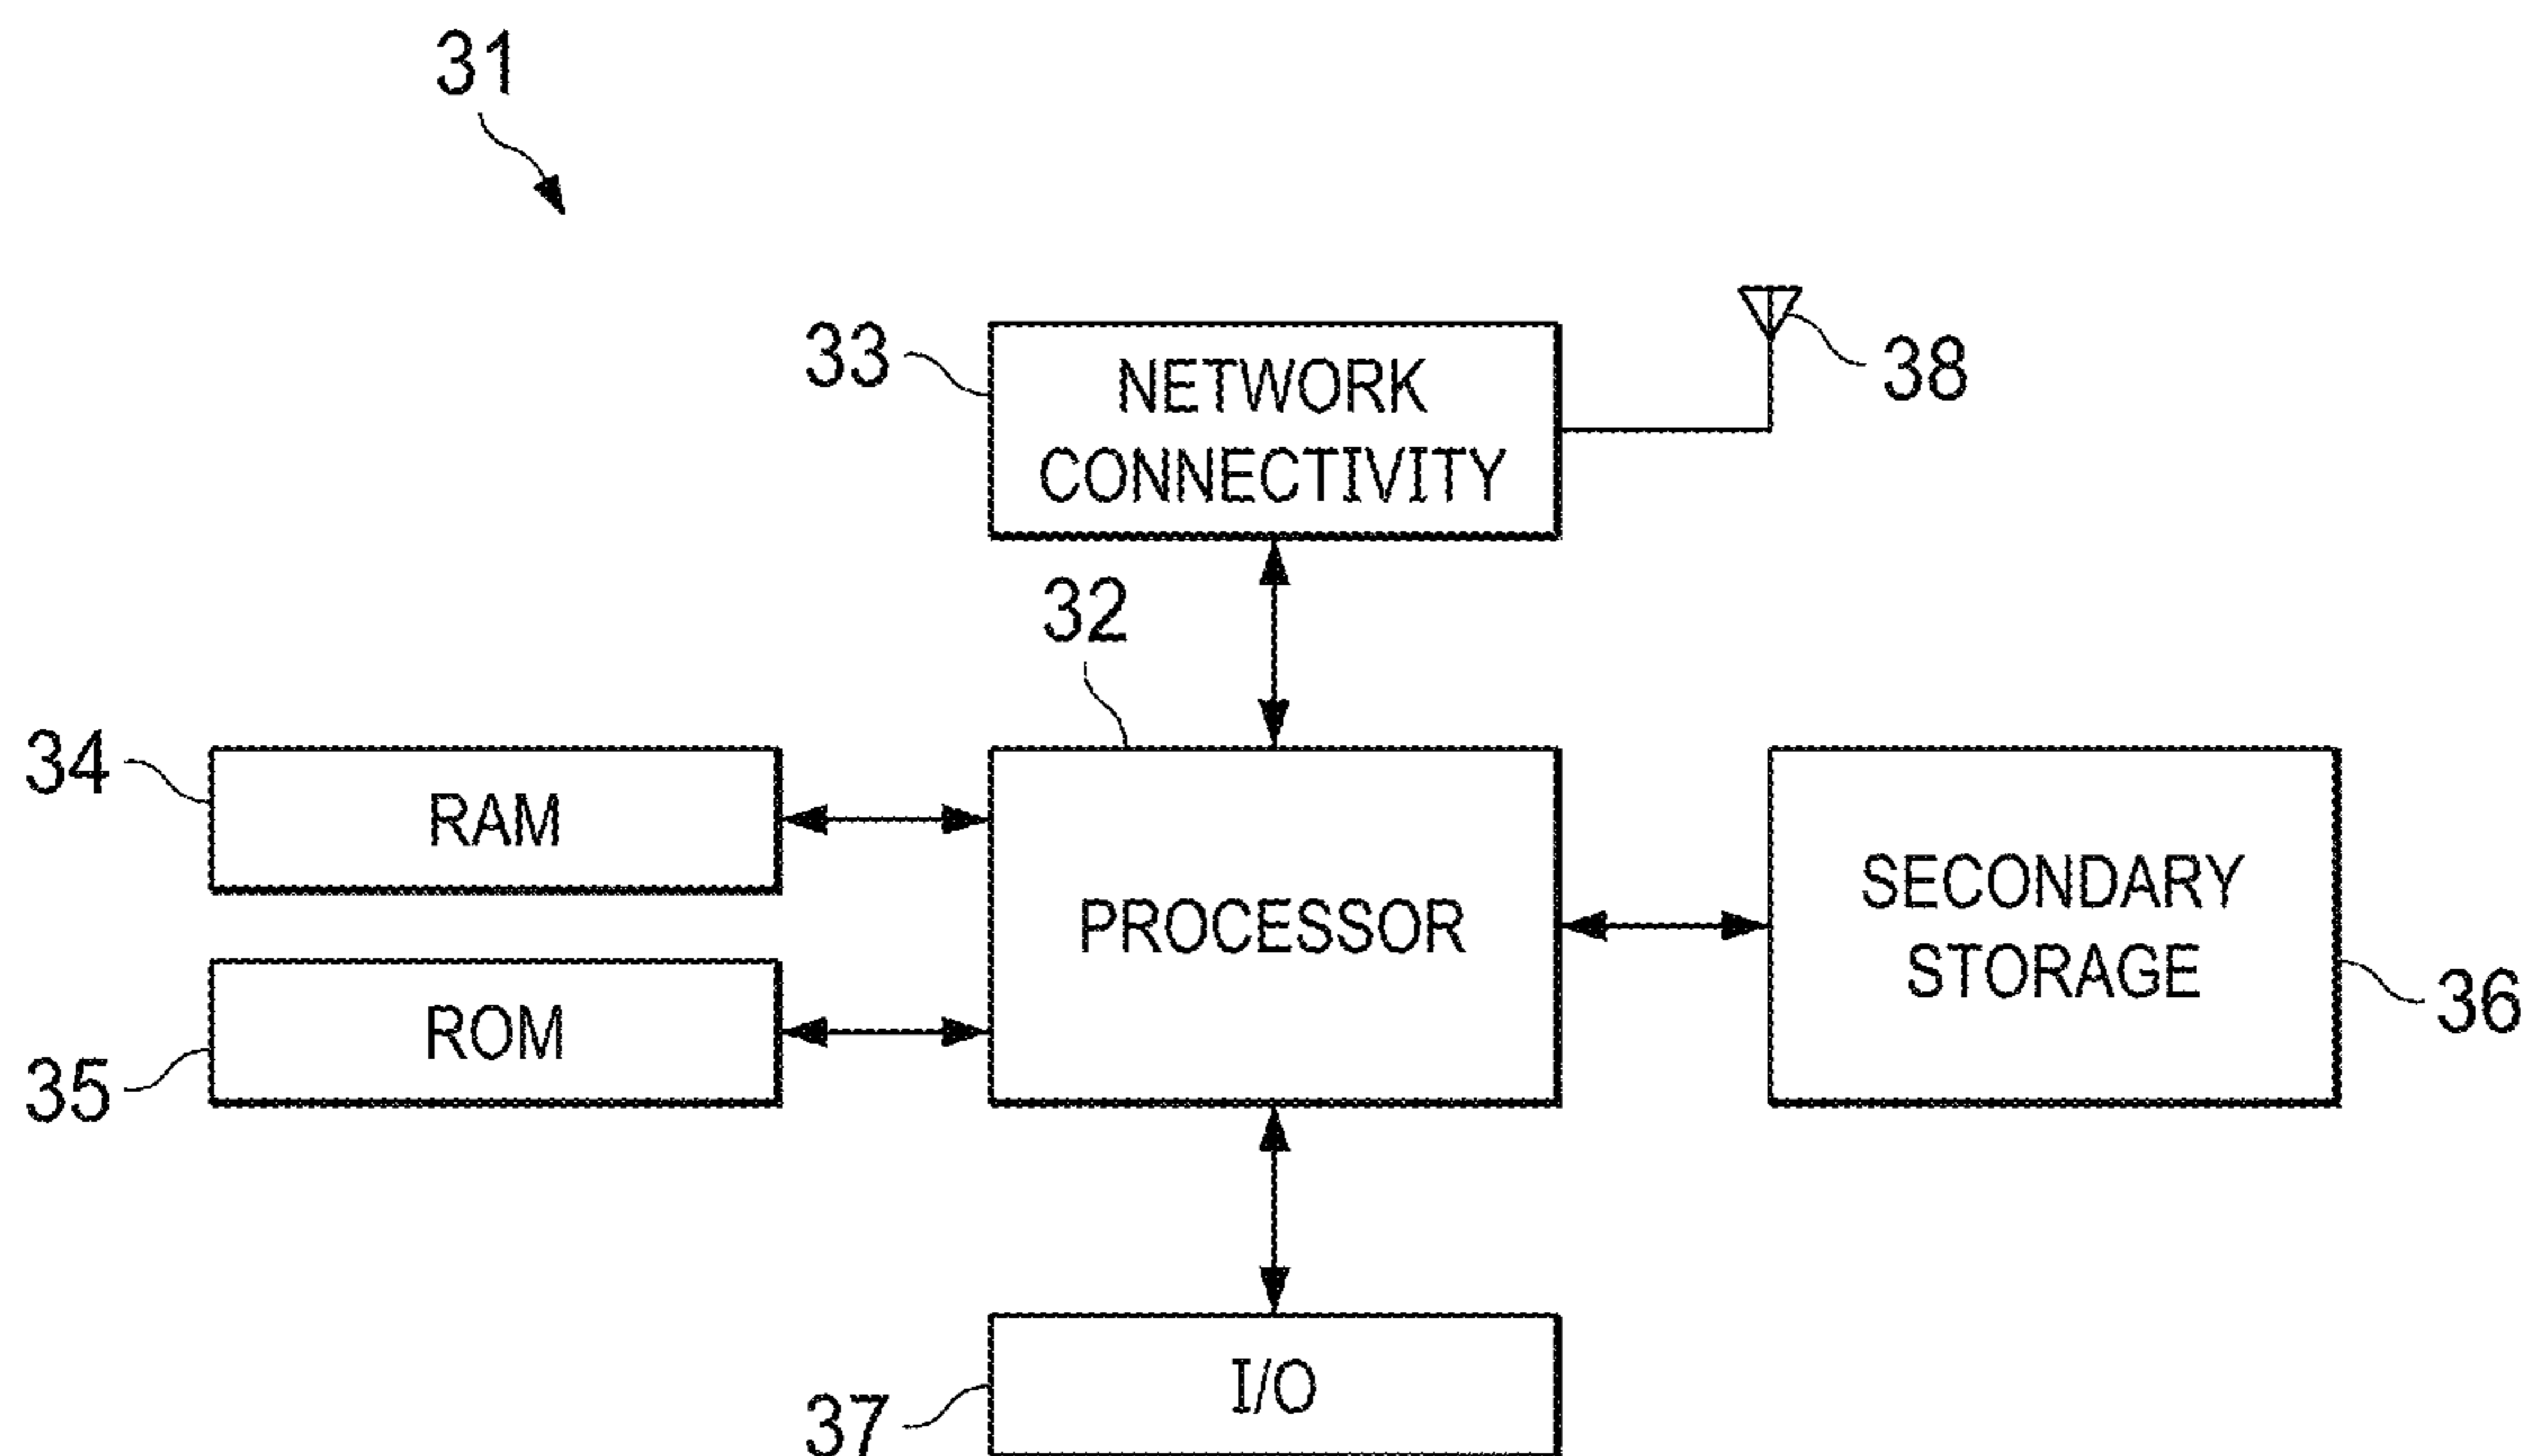 31
33
NETWORK
CONNECTIVITY
38
32
34
RAM
PROCESSOR
SECONDARY
STORAGE
36
ROM
35
I/O
37